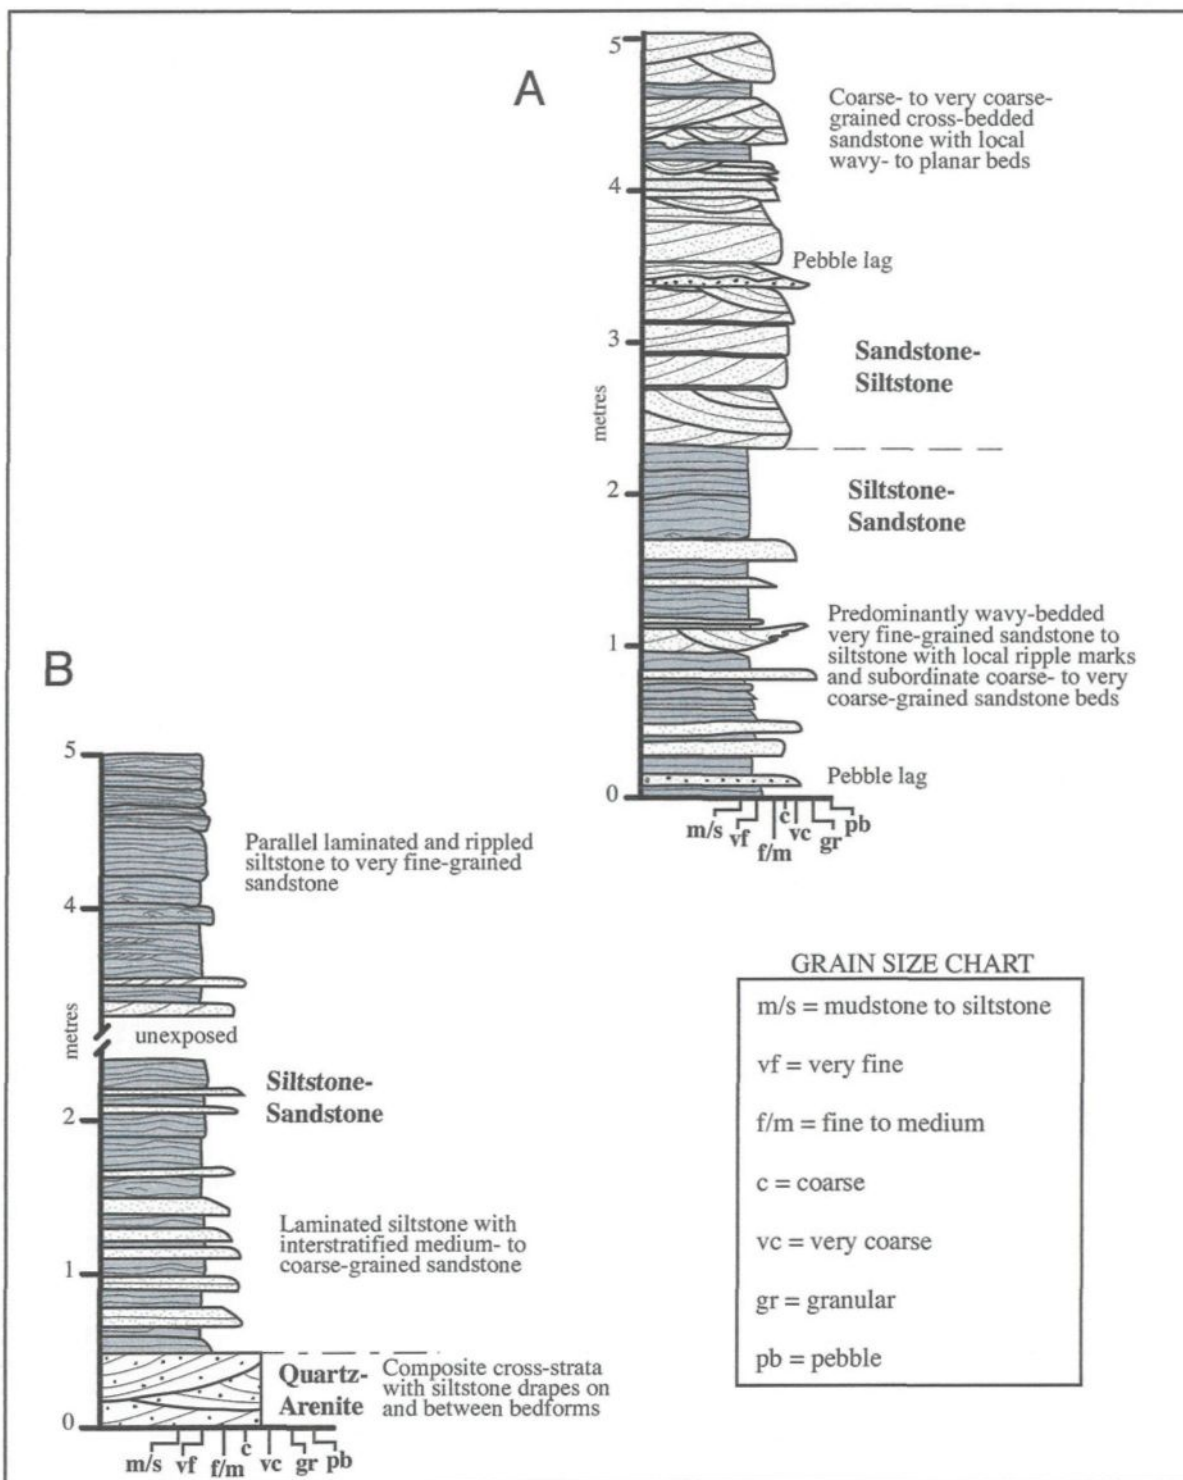 A
5
4
3
2
1
0
metres
Coarse- to very coarse-
grained cross-bedded
sandstone with local
wavy- to planar beds
Pebble lag
Sandstone-
Siltstone
Siltstone-
Sandstone
Predominantly wavy-bedded
very fine-grained sandstone to
siltstone with local ripple marks
and subordinate coarse- to very
coarse-grained sandstone beds
Pebble lag
m/s vf f/m c vc gr pb
B
5
4
2
1
0
metres
Parallel laminated and rippled
siltstone to very fine-grained
sandstone
unexposed
Siltstone-
Sandstone
Laminated siltstone with
interstratified medium- to
coarse-grained sandstone
Quartz-
Arenite
Composite cross-strata
with siltstone drapes on
and between bedforms
m/s vf f/m c vc gr pb
GRAIN SIZE CHART
m/s = mudstone to siltstone
vf = very fine
f/m = fine to medium
c = coarse
vc = very coarse
gr = granular
pb = pebble